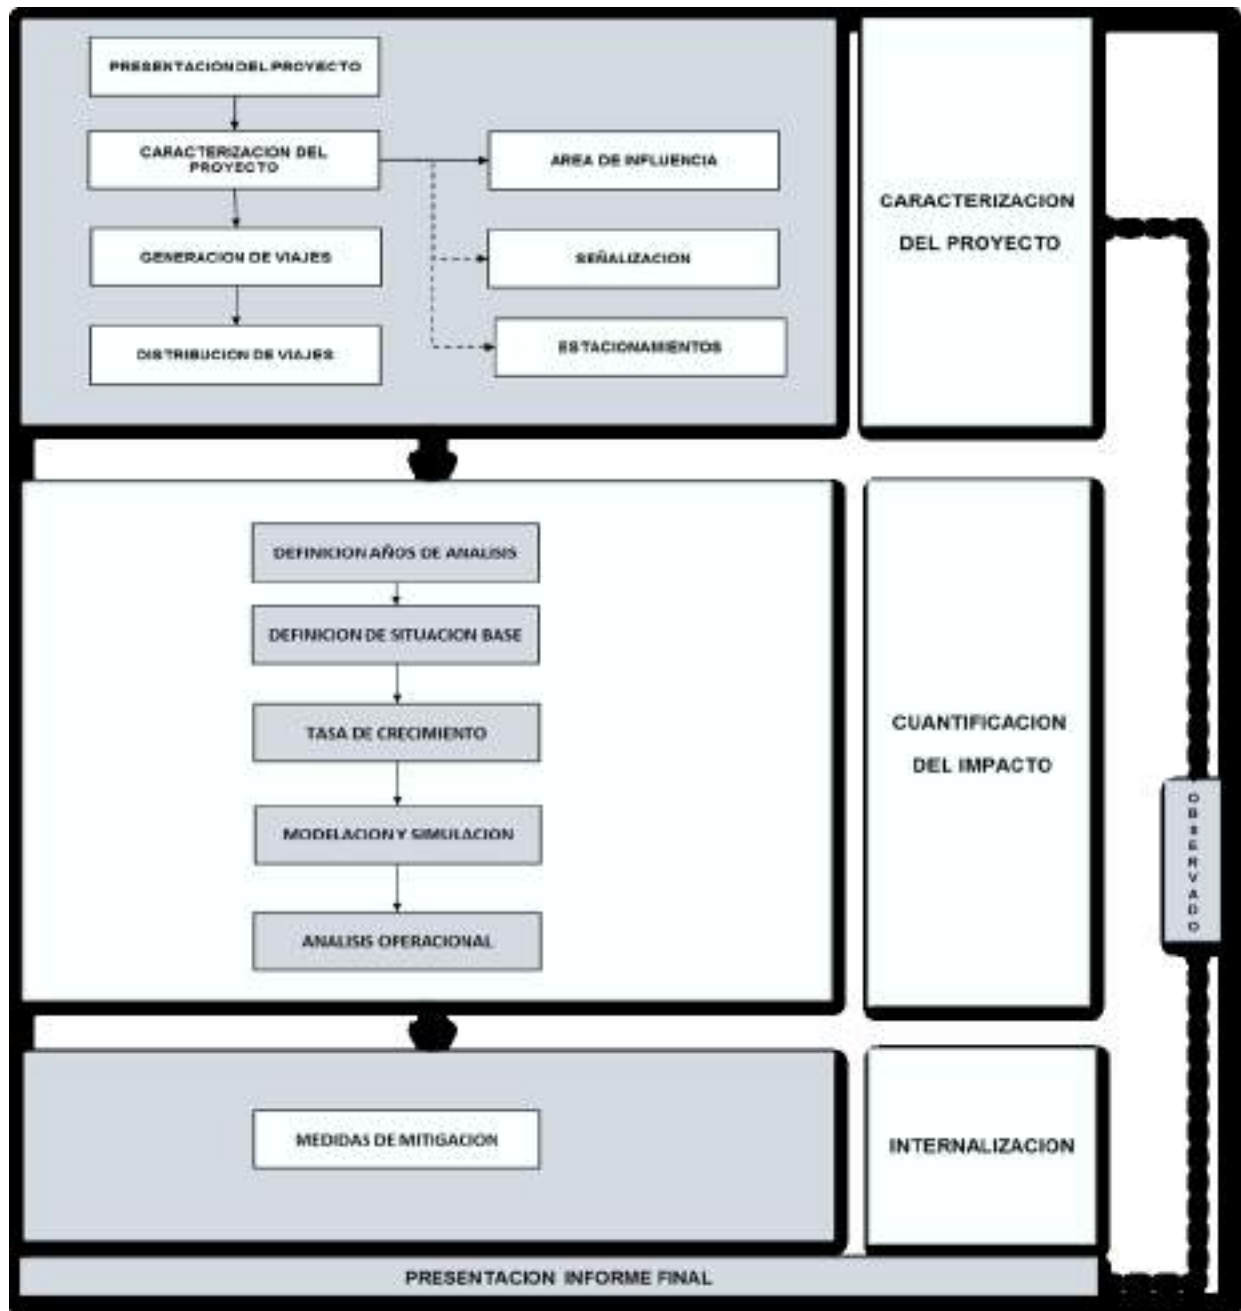 PRESENTACION DEL PROYECTO
CARACTERIZACION DEL
PROYECTO
AREA DE INFLUENCIA
GENERACION DE VIAJES
SEÑALIZACION
DISTRIBUCION DE VIAJES
ESTACIONAMIENTOS
CARACTERIZACION
DEL PROYECTO
DEFINICION AÑOS DE ANALISIS
DEFINICION DE SITUACION BASE
TASA DE CRECIMIENTO
MODELACION Y SIMULACION
ANALISIS OPERACIONAL
CUANTIFICACION
DEL IMPACTO
OBSERVADO
MEDIDAS DE MITIGACION
INTERNALIZACION
PRESENTACION INFORME FINAL